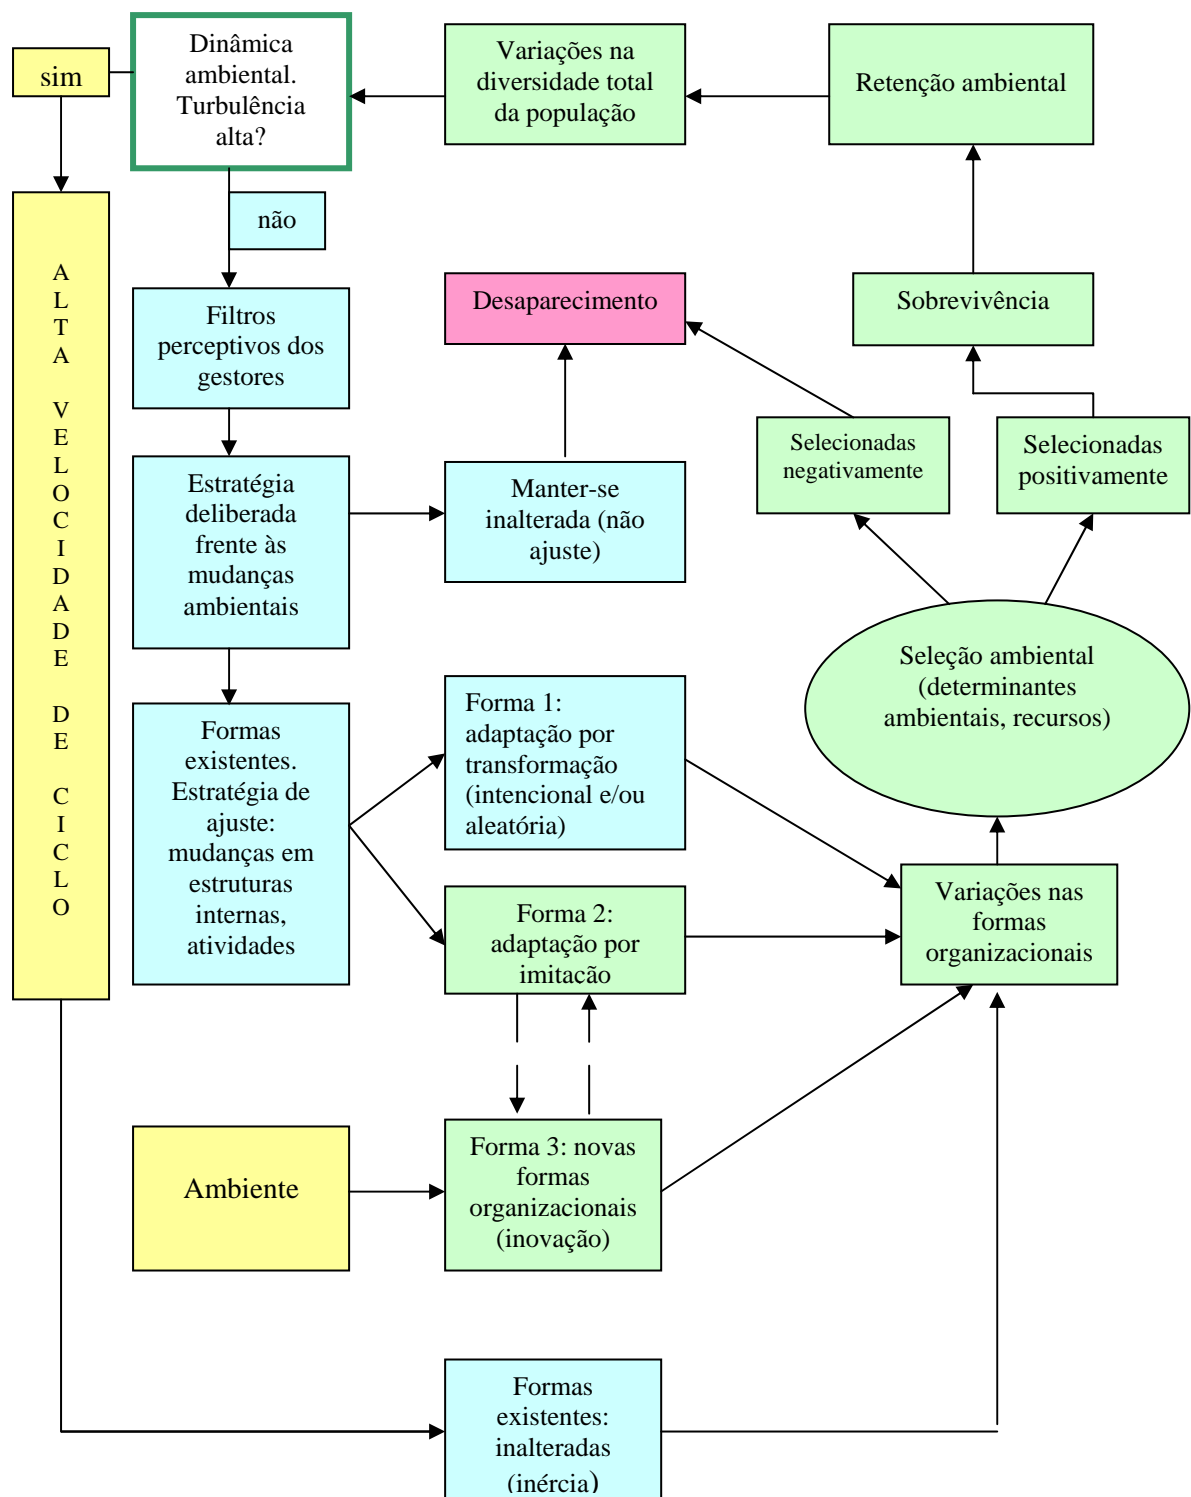 sim
Dinâmica
ambiental.
Turbulência
alta?
Variações na
diversidade total
da população
Retenção ambiental
não
A
L
T
A
V
E
L
O
C
I
D
A
D
E
D
E
C
I
C
L
O
Filtros
perceptivos dos
gestores
Desaparecimento
Sobrevivência
Estratégia
deliberada
frente às
mudanças
ambientais
Manter-se
inalterada (não
ajuste)
Selecionadas
negativamente
Selecionadas
positivamente
Seleção ambiental
(determinantes
ambientais, recursos)
Formas
existentes.
Estratégia de
ajuste:
mudanças em
estruturas
internas,
atividades
Forma 1:
adaptação por
transformação
(intencional e/ou
aleatória)
Forma 2:
adaptação por
imitacão
Variações nas
formas
organizacionais
Ambiente
Forma 3: novas
formas
organizacionais
(inovação)
Formas
existentes:
inalteradas
(inércia)